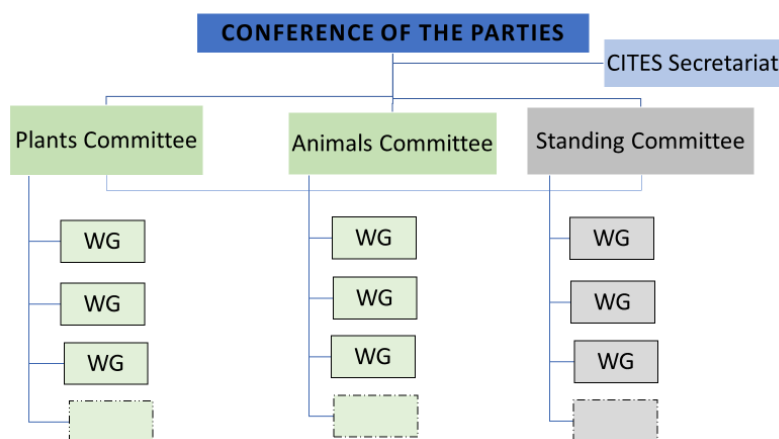 CONFERENCE OF THE PARTIES
CITES Secretariat
Plants Committee
Animals Committee
Standing Committee
WG
WG
WG
WG
WG
WG
WG
WG
WG